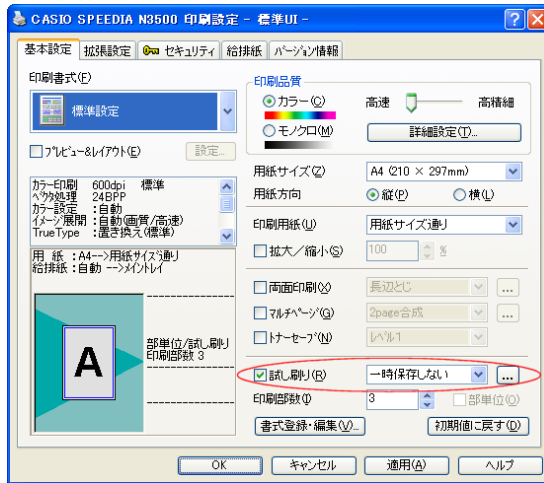 CASIO SPEEDIA N3500 印刷設定 - 標準UI -
基本設定 拡張設定 セキュリティ 給排紙 バージョン情報
印刷書式(F)
標準設定
プレビュー&レイアウト(E) 設定...
カラー印刷 600dpi 標準
ベクタ処理 24BPP
カラー設定 :自動
イメージ展開 :自動(画質/高速)
TrueType :置き換え(標準)
用 紙 :A4-->用紙サイズ通り
給排紙 :自動 -->メイントレイ
A
部単位/試し刷り
印刷部数 3
印刷品質
カラー(C) 高速 高精細
モノクロ(M) 詳細設定(T)...
用紙サイズ(Z) A4 (210 × 297mm)
用紙方向 縦(P) 横(L)
印刷用紙(U) 用紙サイズ通り
拡大/縮小(S) 100 %
両面印刷(X) 長辺とじ ...
マルチページ(G) 2page合成 ...
トナーセーブ(N) レベル1
試し刷り(R) 一時保存しない ...
印刷部数(I) 3 部単位(O)
書式登録・編集(V)... 初期値に戻す(D)
OK キャンセル 適用(A) ヘルプ